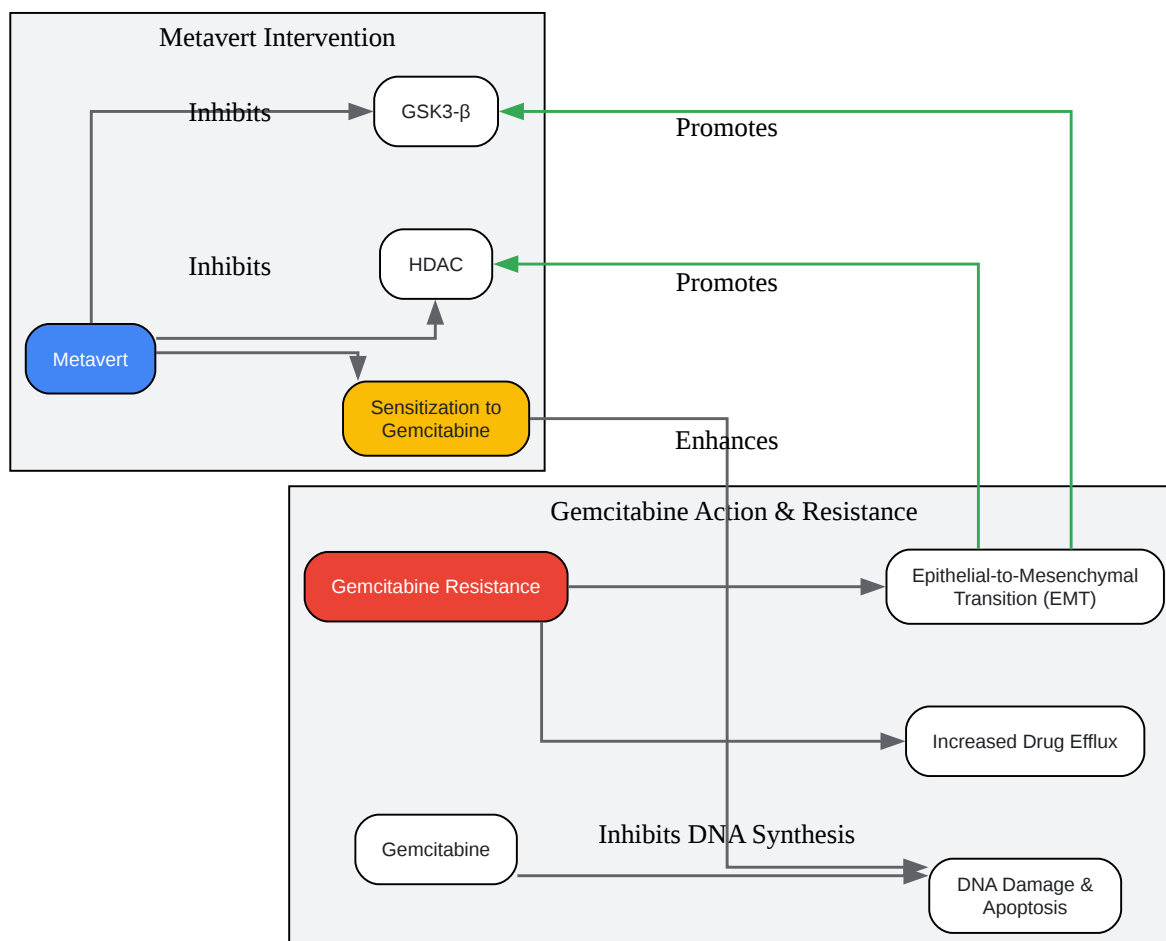 Metavert Intervention
Inhibits
GSK3-β
Promotes
Inhibits
HDAC
Promotes
Metavert
Sensitization to
Gemcitabine
Enhances
Gemcitabine Action & Resistance
Gemcitabine Resistance
Epithelial-to-Mesenchymal
Transition (EMT)
Increased Drug Efflux
Gemcitabine
Inhibits DNA Synthesis
DNA Damage &
Apoptosis